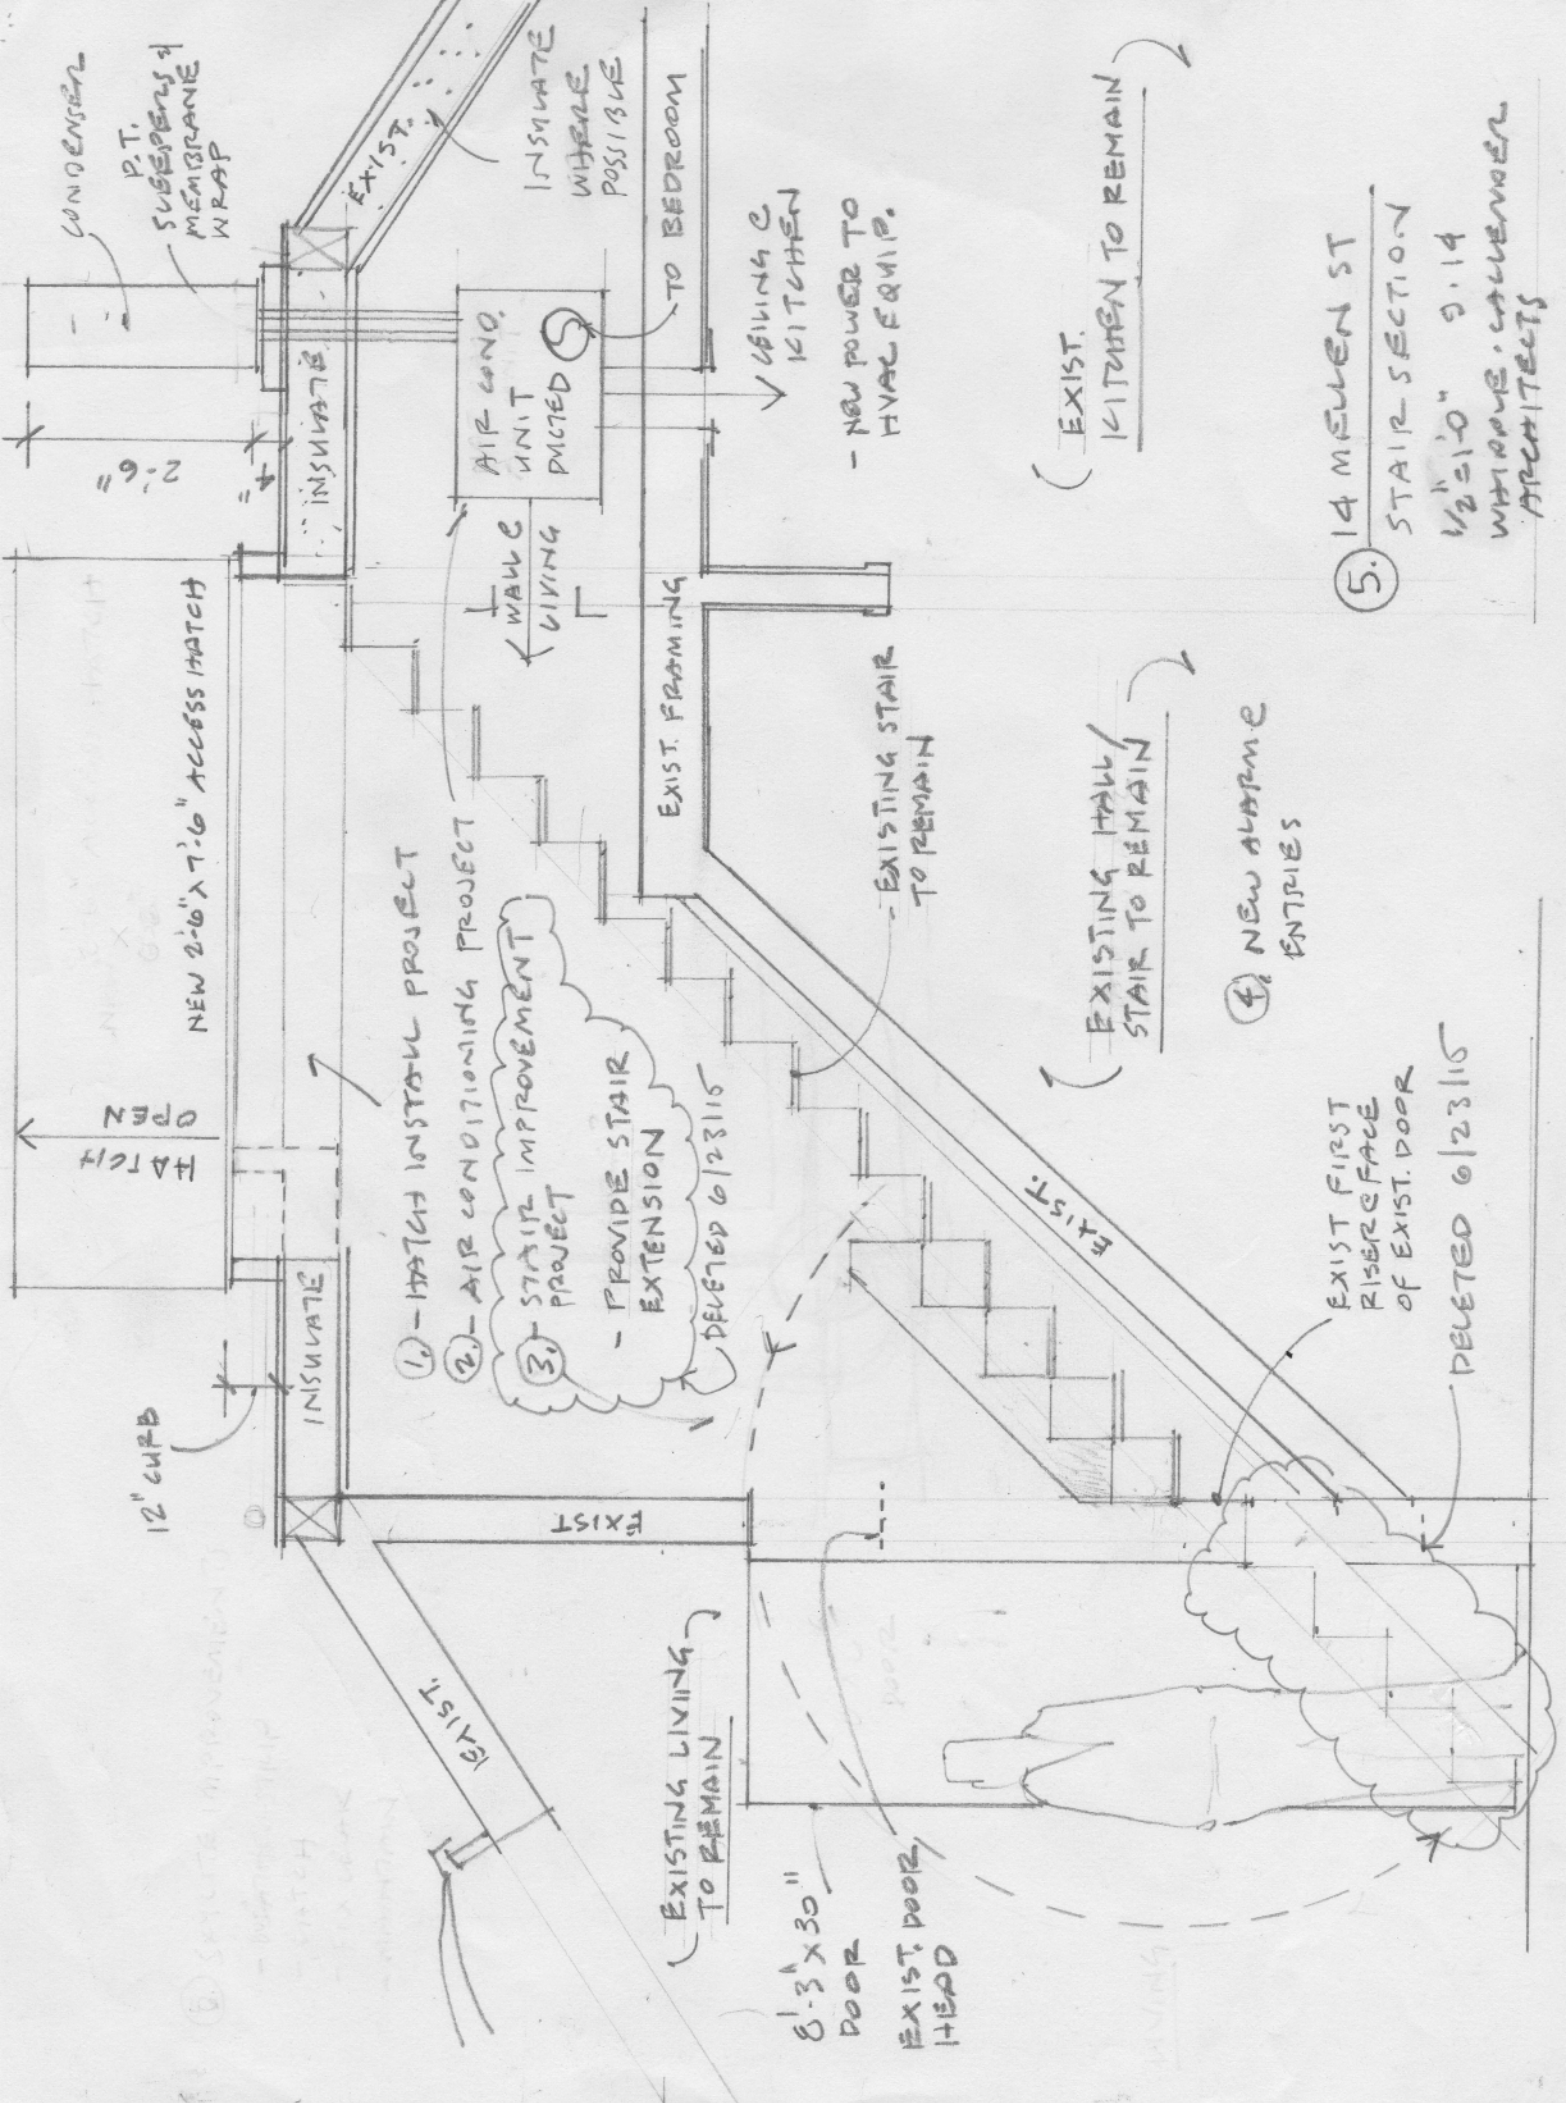 CONDENSER
P.T.
SLEEPERS &
MEMBRANE
WRAP
2'-6"
4"
INSULATE
EXIST.
INSULATE
WHERE
POSSIBLE
AIR COND.
UNIT
DUCTED
S
TO BEDROOM
WALL @
LIVING
CEILING @
KITCHEN
- NEW POWER TO
HVAC EQUIP.
NEW 2'-6" X 7'-6" ACCESS HATCH
HATCH
OPEN
12" CURB
INSULATE
1. - HATCH INSTALL PROJECT
2. - AIR CONDITIONING PROJECT
3. - STAIR IMPROVEMENT
PROJECT
- PROVIDE STAIR
EXTENSION
DELETED 6/23/15
EXIST. FRAMING
- EXISTING STAIR
TO REMAIN
EXIST.
KITCHEN TO REMAIN
EXISTING HALL/
STAIR TO REMAIN
4. NEW ALARM @
ENTRIES
EXIST
EXIST.
EXIST.
EXISTING LIVING
TO REMAIN
8'-3" X 30"
DOOR
EXIST. DOOR
HEAD
EXIST FIRST
RISER @ FACE
OF EXIST. DOOR
DELETED 6/23/15
5. 14 MELLEN ST
STAIR SECTION
1/2"=1'-0" 9.14
WHIPPLE.CALLENDER
ARCHITECTS